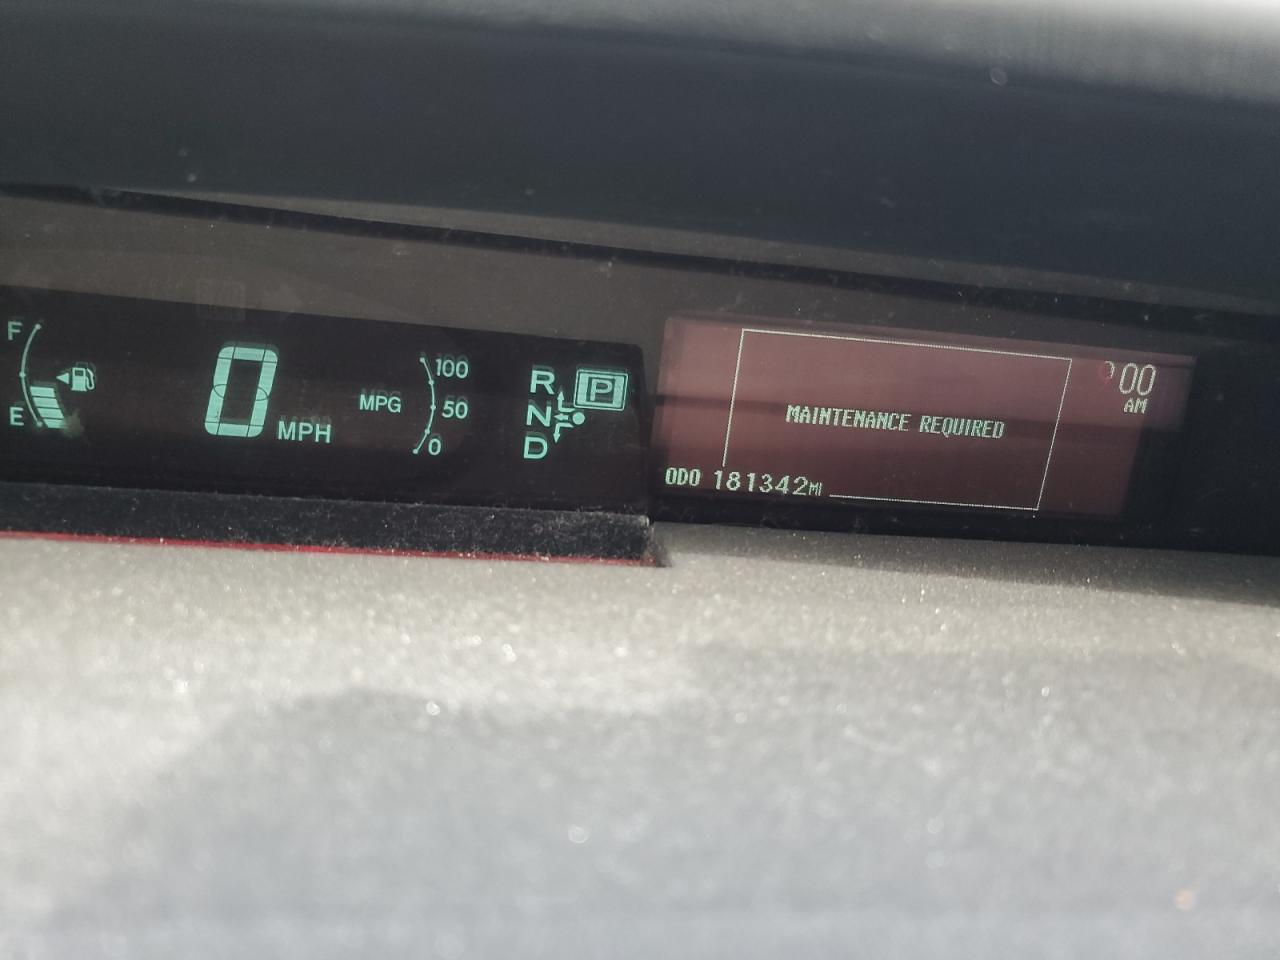 F
E
0 MPH
MPG
100
50
0
R
N
D
P
MAINTENANCE REQUIRED
ODO 181342MI
00
AM